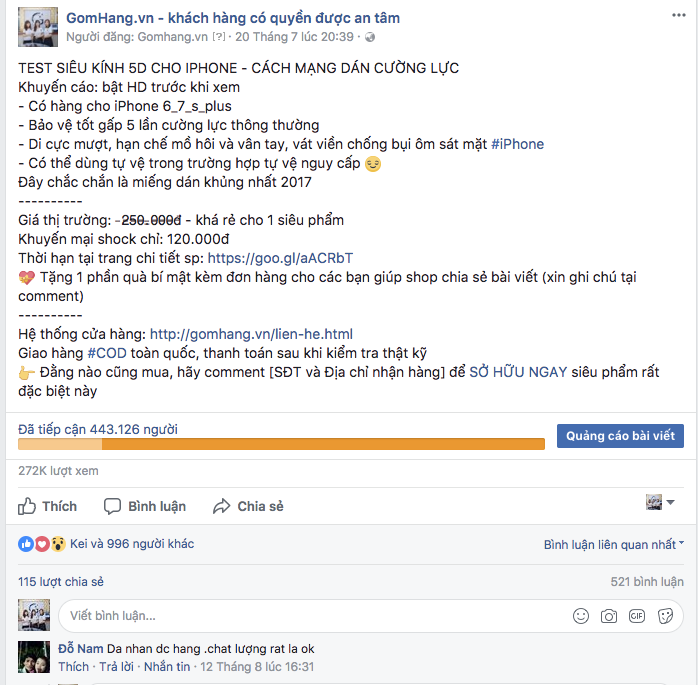 GomHang.vn - khách hàng có quyền được an tâm
Người đăng: Gomhang.vn [?] · 20 Tháng 7 lúc 20:39 ·
TEST SIÊU KÍNH 5D CHO IPHONE - CÁCH MẠNG DÁN CƯỜNG LỰC
Khuyến cáo: bật HD trước khi xem
- Có hàng cho iPhone 6_7_s_plus
- Bảo vệ tốt gấp 5 lần cường lực thông thường
- Di cực mượt, hạn chế mồ hôi và vân tay, vát viền chống bụi ôm sát mặt #iPhone
- Có thể dùng tự vệ trong trường hợp tự vệ nguy cấp 😏
Đây chắc chắn là miếng dán khủng nhất 2017
----------
Giá thị trường: -250.000đ - khá rẻ cho 1 siêu phẩm
Khuyến mại shock chỉ: 120.000đ
Thời hạn tại trang chi tiết sp: https://goo.gl/aACRbT
💝 Tặng 1 phần quà bí mật kèm đơn hàng cho các bạn giúp shop chia sẻ bài viết (xin ghi chú tại
comment)
----------
Hệ thống cửa hàng: http://gomhang.vn/lien-he.html
Giao hàng #COD toàn quốc, thanh toán sau khi kiểm tra thật kỹ
👉 Đằng nào cũng mua, hãy comment [SĐT và Địa chỉ nhận hàng] để SỞ HỮU NGAY siêu phẩm rất
đặc biệt này
Đã tiếp cận 443.126 người
Quảng cáo bài viết
272K lượt xem
Thích Bình luận Chia sẻ
Kei và 996 người khác
Bình luận liên quan nhất
115 lượt chia sẻ
521 bình luận
Viết bình luận...
GIF
Đỗ Nam Da nhan dc hang .chat lượng rat la ok
Thích · Trả lời · Nhắn tin · 12 Tháng 8 lúc 16:31